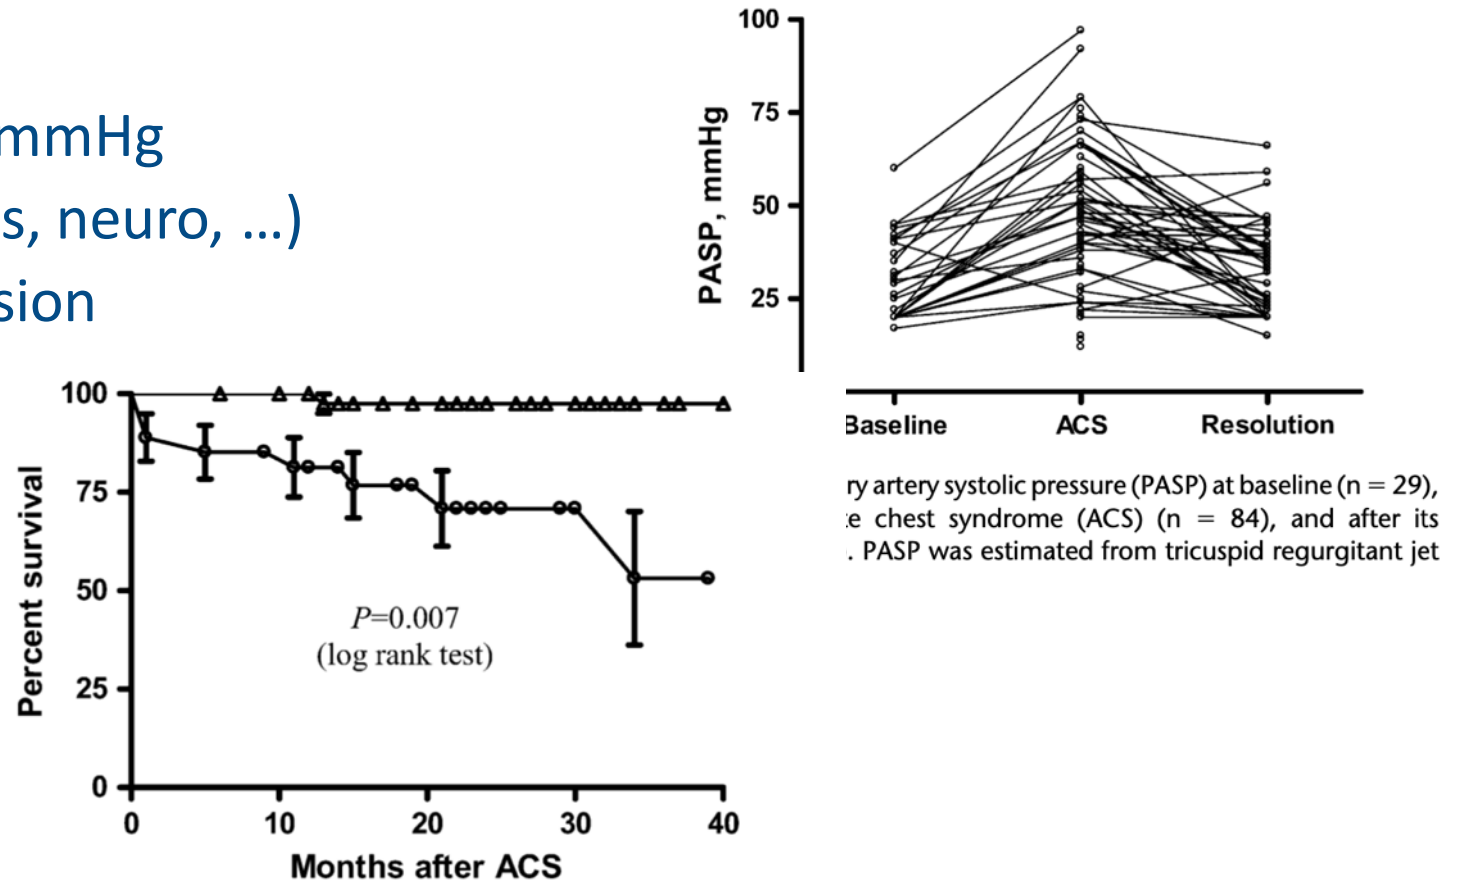 mmHg
s, neuro, ...)
sion
100
75
50
25
PASP, mmHg
Baseline ACS Resolution
ry artery systolic pressure (PASP) at baseline (n = 29),
e chest syndrome (ACS) (n = 84), and after its
. PASP was estimated from tricuspid regurgitant jet
100
75
50
25
0
Percent survival
P=0.007
(log rank test)
0 10 20 30 40
Months after ACS